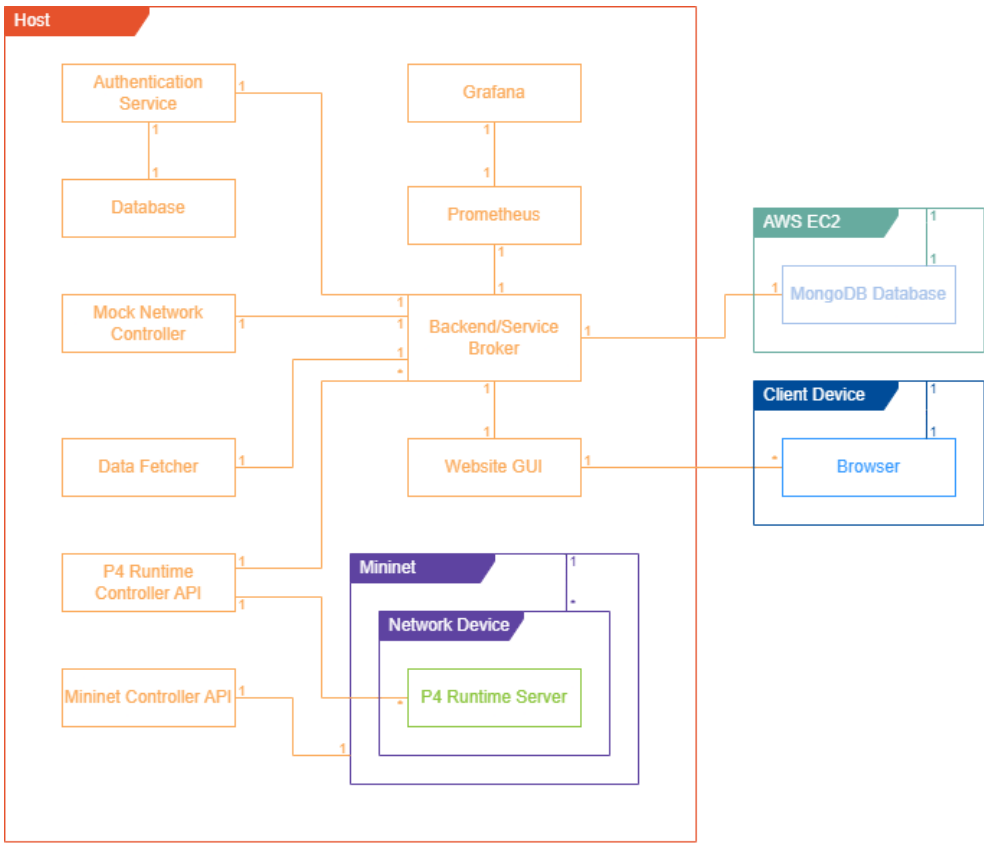 Host
Authentication
Service
1
1
1
Database
Grafana
1
1
Prometheus
1
1
Mock Network
Controller
1
1
1
1
*
Backend/Service
Broker
1
1
Data Fetcher
1
1
Website GUI
1
P4 Runtime
Controller API
1
1
Mininet Controller API
1
1
Mininet
1
*
Network Device
P4 Runtime Server
*
AWS EC2
1
1
1
MongoDB Database
Client Device
1
1
*
Browser